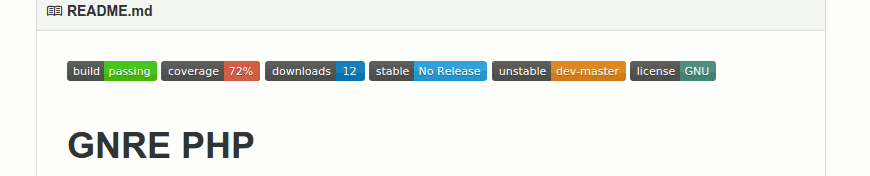 README.md
build passing coverage 72% downloads 12 stable No Release unstable dev-master license GNU
GNRE PHP